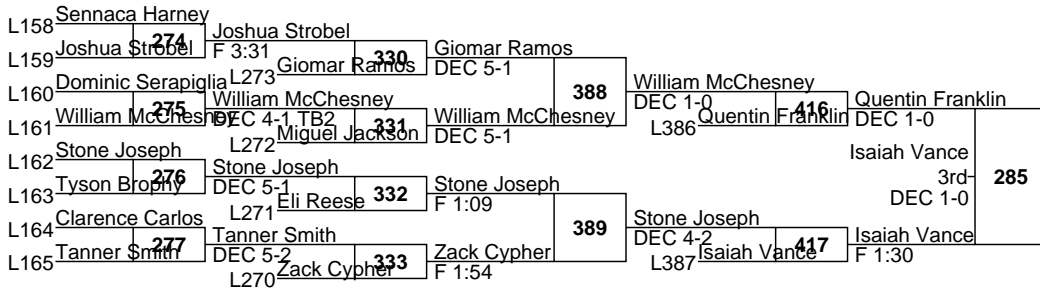 L158 Sennaca Harney
274 Joshua Strobel
L159 Joshua Strobel F 3:31 330 Giomar Ramos
L273 Giomar Ramos DEC 5-1
L160 Dominic Serapiglia 388 William McChesney
275 William McChesney DEC 1-0 416 Quentin Franklin
L161 William McChesney DEC 4-1 TB2 331 William McChesney L386 Quentin Franklin DEC 1-0
L272 Miguel Jackson DEC 5-1
L162 Stone Joseph Isaiah Vance
276 Stone Joseph 3rd 285
L163 Tyson Brophy DEC 5-1 332 Stone Joseph DEC 1-0
L271 Eli Reese F 1:09
L164 Clarence Carlos 389 Stone Joseph
277 Tanner Smith DEC 4-2 417 Isaiah Vance
L165 Tanner Smith DEC 5-2 333 Zack Cypher L387 Isaiah Vance F 1:30
L270 Zack Cypher F 1:54